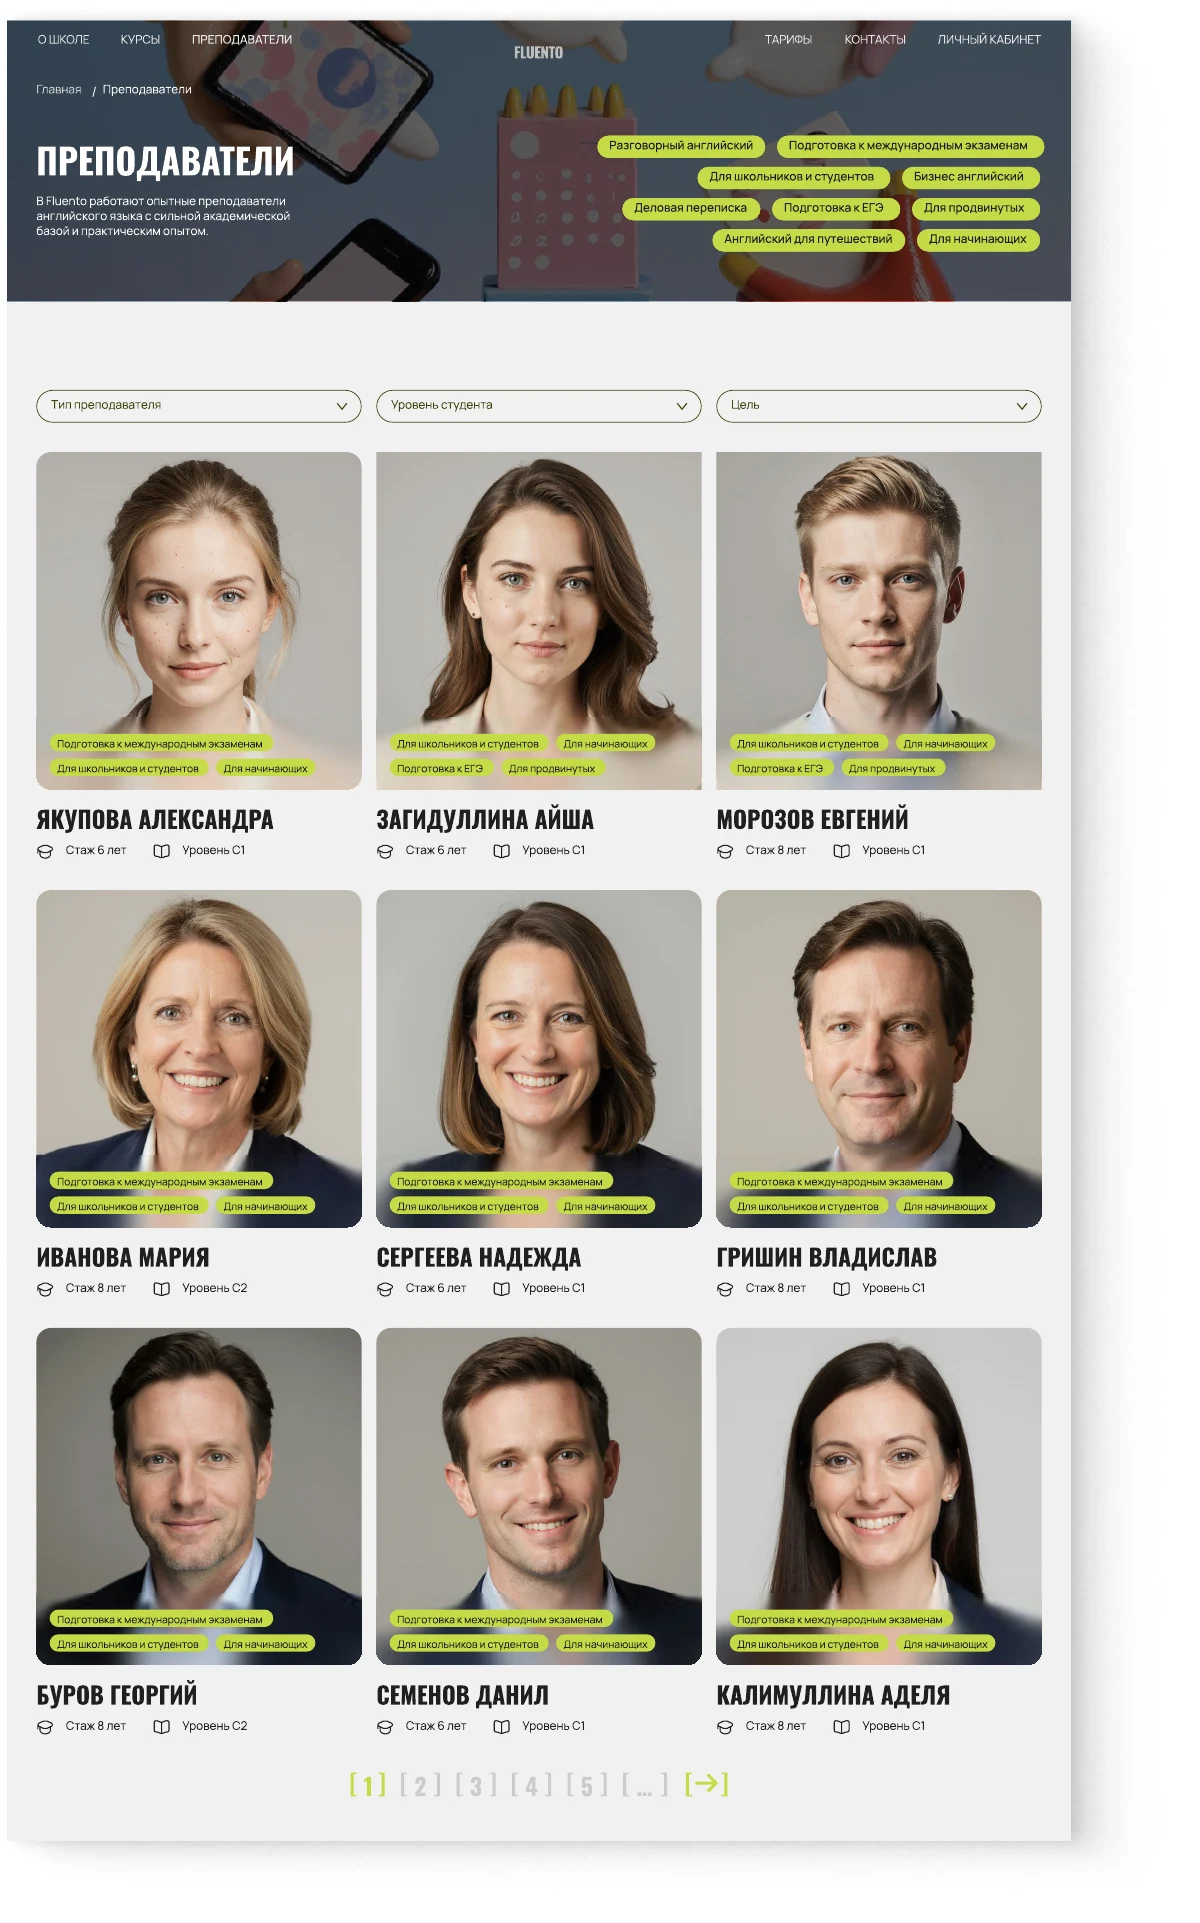 О ШКОЛЕ КУРСЫ ПРЕПОДАВАТЕЛИ FLUENTO ТАРИФЫ КОНТАКТЫ ЛИЧНЫЙ КАБИНЕТ
Главная / Преподаватели
ПРЕПОДАВАТЕЛИ
В Fluento работают опытные преподаватели
английского языка с сильной академической
базой и практическим опытом.
Разговорный английский Подготовка к международным экзаменам
Для школьников и студентов Бизнес английский
Деловая переписка Подготовка к ЕГЭ Для продвинутых
Английский для путешествий Для начинающих
Тип преподавателя Уровень студента Цель
Подготовка к международным экзаменам
Для школьников и студентов Для начинающих
ЯКУПОВА АЛЕКСАНДРА
Стаж 6 лет Уровень C1
Для школьников и студентов Для начинающих
Подготовка к ЕГЭ Для продвинутых
ЗАГИДУЛЛИНА АЙША
Стаж 6 лет Уровень C1
Для школьников и студентов Для начинающих
Подготовка к ЕГЭ Для продвинутых
МОРОЗОВ ЕВГЕНИЙ
Стаж 8 лет Уровень C1
Подготовка к международным экзаменам
Для школьников и студентов Для начинающих
ИВАНОВА МАРИЯ
Стаж 8 лет Уровень C2
Подготовка к международным экзаменам
Для школьников и студентов Для начинающих
СЕРГЕЕВА НАДЕЖДА
Стаж 6 лет Уровень C1
Подготовка к международным экзаменам
Для школьников и студентов Для начинающих
ГРИШИН ВЛАДИСЛАВ
Стаж 8 лет Уровень C1
Подготовка к международным экзаменам
Для школьников и студентов Для начинающих
БУРОВ ГЕОРГИЙ
Стаж 8 лет Уровень C2
Подготовка к международным экзаменам
Для школьников и студентов Для начинающих
СЕМЕНОВ ДАНИЛ
Стаж 6 лет Уровень C1
Подготовка к международным экзаменам
Для школьников и студентов Для начинающих
КАЛИМУЛЛИНА АДЕЛЯ
Стаж 8 лет Уровень C1
[ 1 ] [ 2 ] [ 3 ] [ 4 ] [ 5 ] [ ... ] [→]